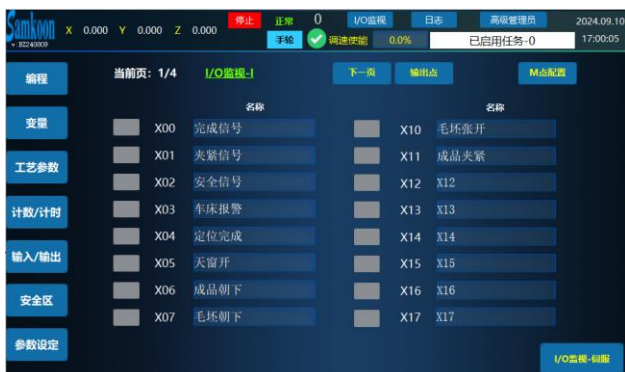 Samkoon X 0.000 Y 0.000 Z 0.000 停止 正常 0 I/O监视 日志 高级管理员 2024.09.10
手轮 调速使能 0.0% 已启用任务-0 17:00:05
编程 当前页: 1/4 I/O监视-I 下一页 输出点 M点配置
名称 名称
变量 X00 完成信号 X10 毛坯张开
工艺参数 X01 夹紧信号 X11 成品夹紧
X02 安全信号 X12 X12
计数/计时 X03 车床报警 X13 X13
X04 定位完成 X14 X14
输入/输出 X05 天窗开 X15 X15
安全区 X06 成品朝下 X16 X16
X07 毛坯朝下 X17 X17
参数设定
I/O监视-伺服